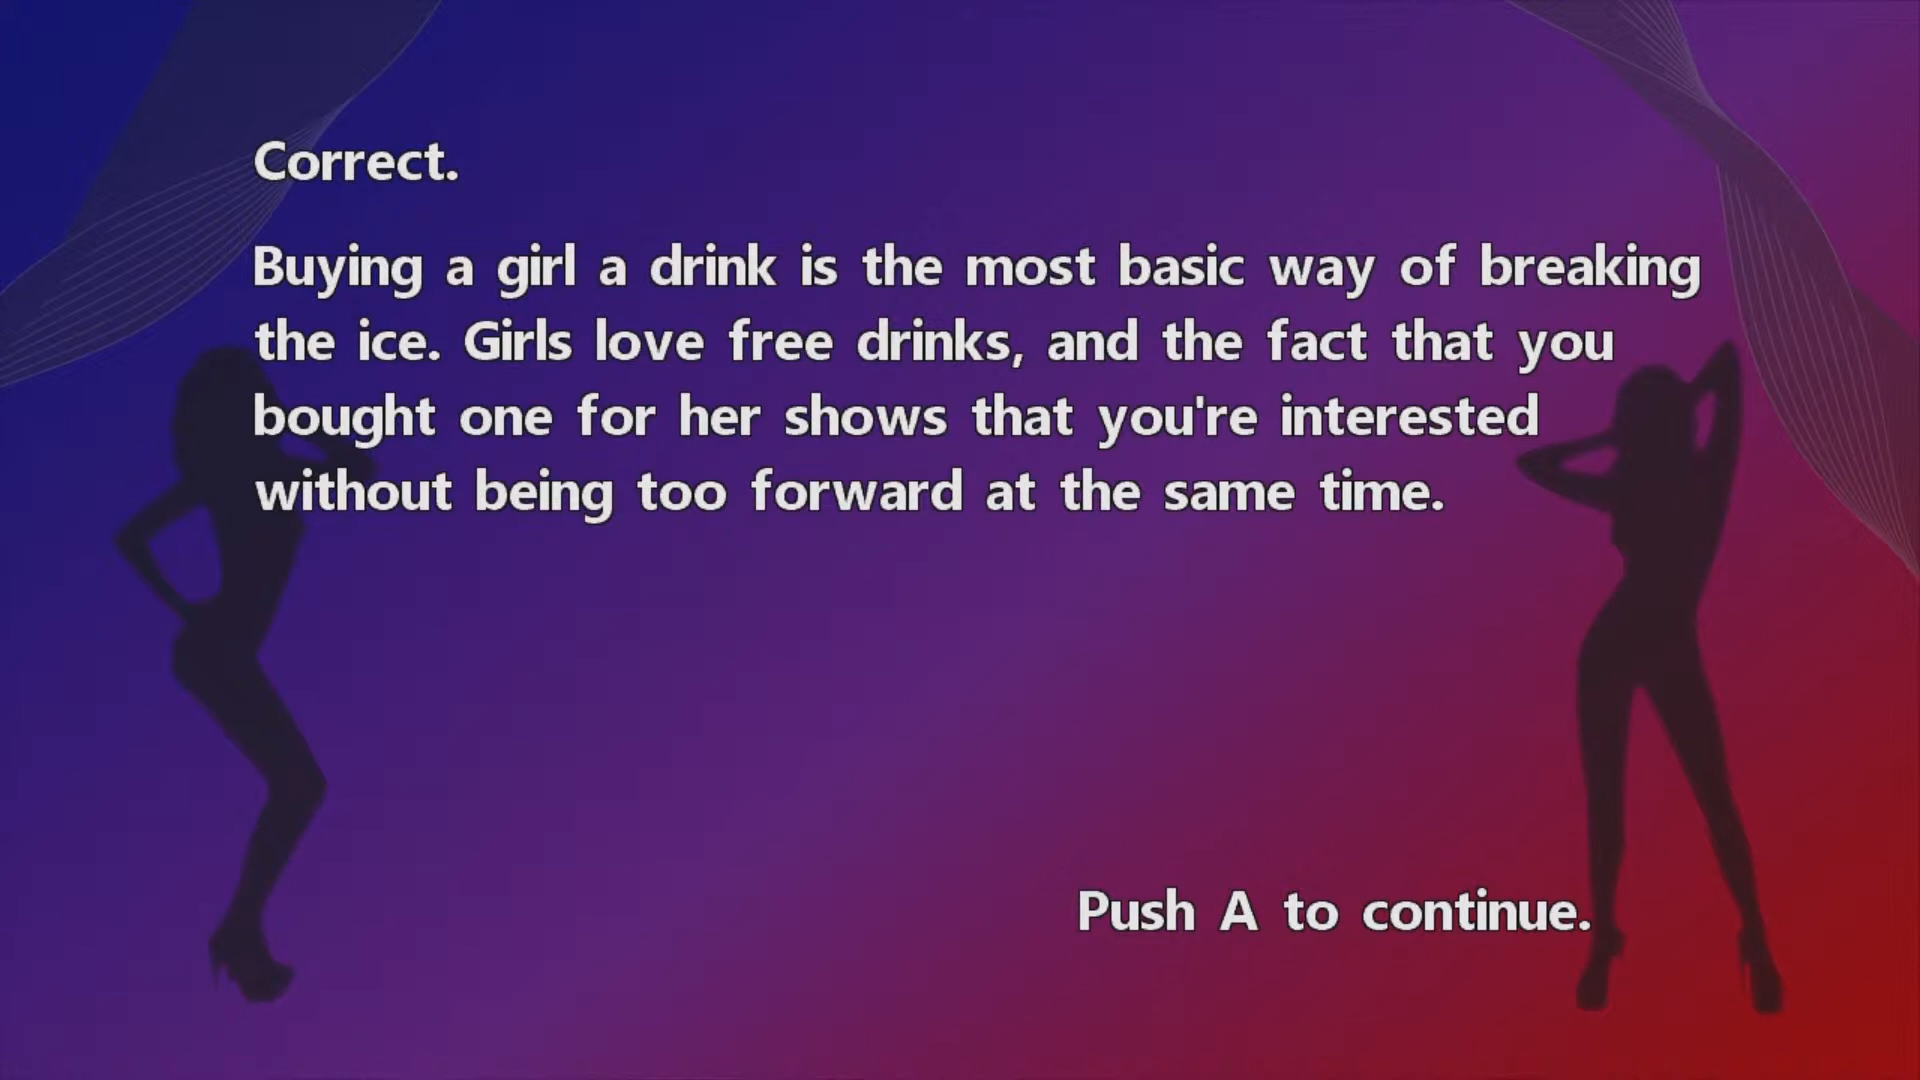 Correct.
Buying a girl a drink is the most basic way of breaking
the ice. Girls love free drinks, and the fact that you
bought one for her shows that you're interested
without being too forward at the same time.
Push A to continue.